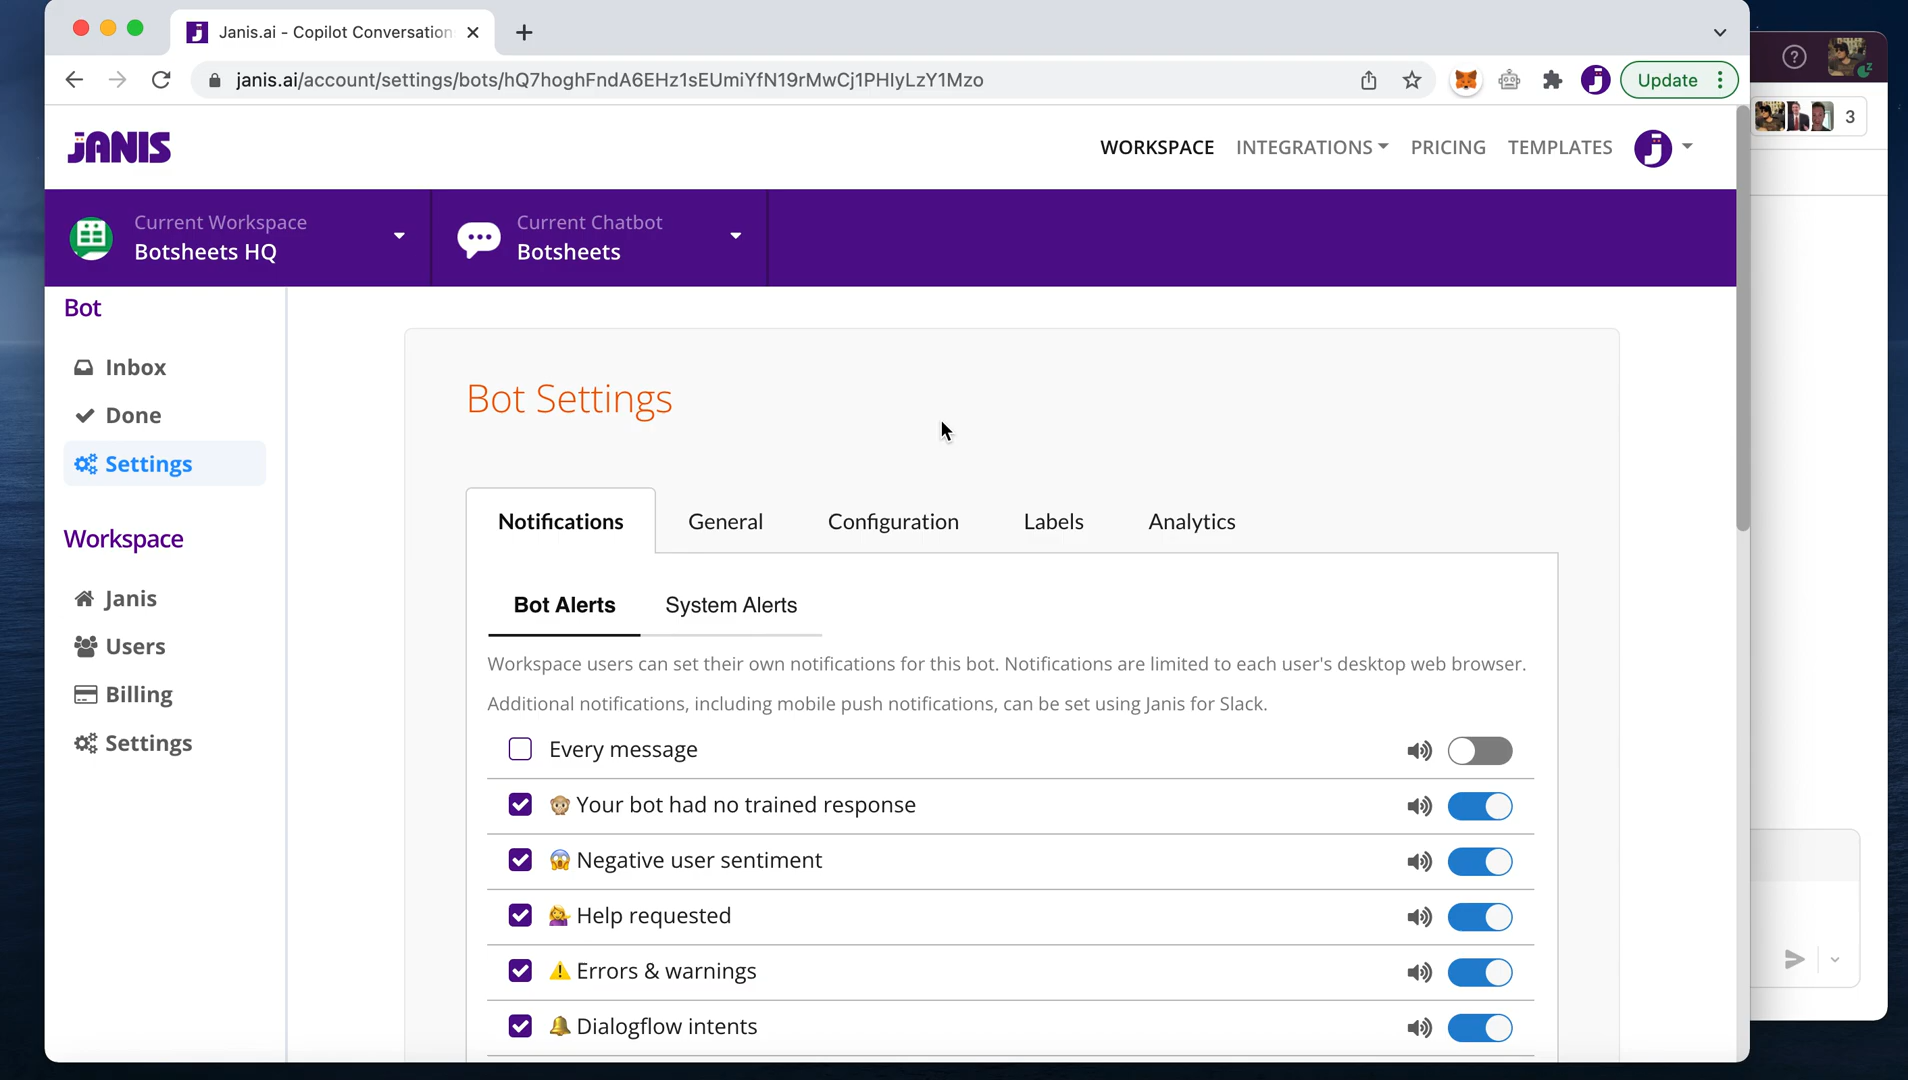 Janis.ai - Copilot Conversation
janis.ai/account/settings/bots/hQ7hoghFndA6EHz1sEUmiYfN19rMwCj1PHIyLzY1Mzo
Update
3
JANIS
WORKSPACE INTEGRATIONS PRICING TEMPLATES
Current Workspace
Botsheets HQ
Current Chatbot
Botsheets
Bot
Inbox
Done
Settings
Workspace
Janis
Users
Billing
Settings
Bot Settings
Notifications General Configuration Labels Analytics
Bot Alerts System Alerts
Workspace users can set their own notifications for this bot. Notifications are limited to each user's desktop web browser.
Additional notifications, including mobile push notifications, can be set using Janis for Slack.
Every message
Your bot had no trained response
Negative user sentiment
Help requested
Errors & warnings
Dialogflow intents